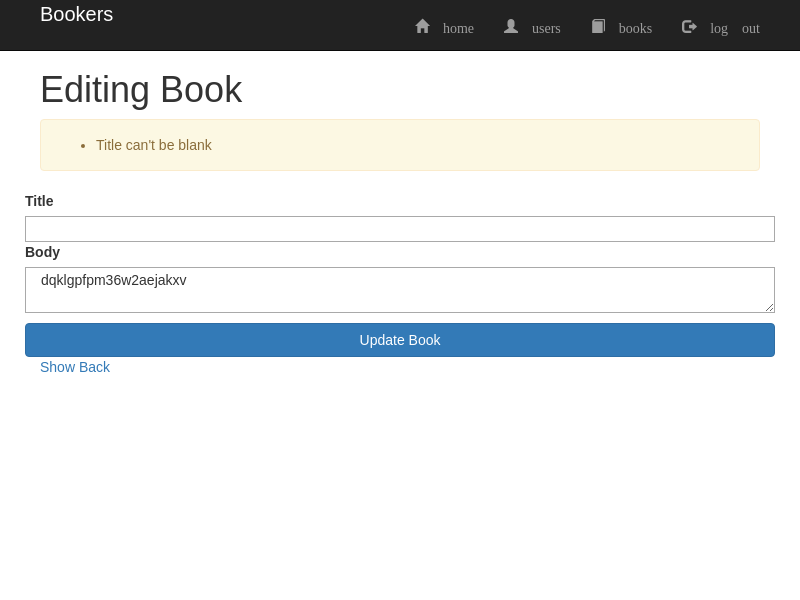 Bookers
home users books log out
Editing Book
Title can't be blank
Title
Body
dqklgpfpm36w2aejakxv
Update Book
Show Back